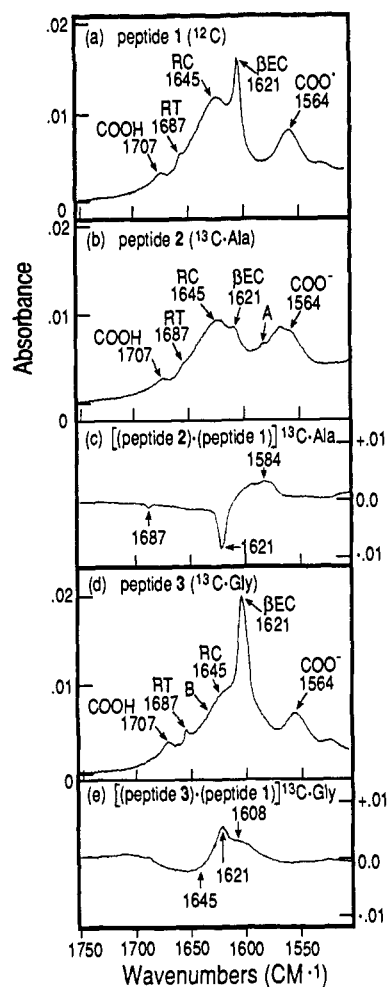 Absorbance
.02
(a) peptide 1 (¹²C)
RC
1645
βEC
1621
.01
COOH
1707
RT
1687
COO⁻
1564
0
.02
(b) peptide 2 (¹³C·Ala)
RC
1645
βEC
1621
A
COO⁻
1564
.01
COOH
1707
RT
1687
0
(c) [(peptide 2)·(peptide 1)] ¹³C·Ala
+.01
1584
0.0
1687
1621
·.01
.02
(d) peptide 3 (¹³C·Gly)
βEC
1621
RC
1645
B
.01
RT
1687
COOH
1707
COO⁻
1564
0
(e) [(peptide 3)·(peptide 1)] ¹³C·Gly
+.01
1608
0.0
1621
1645
·.01
1750 1700 1650 1600 1550
Wavenumbers (CM·¹)